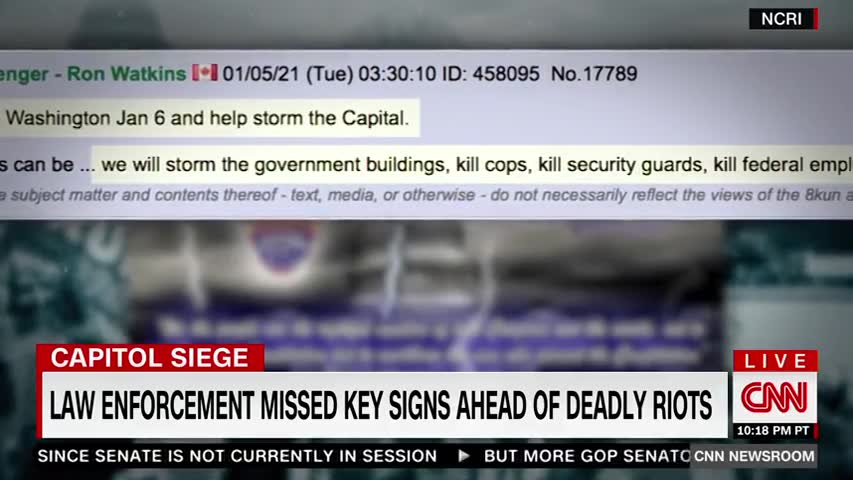 NCRI
enger - Ron Watkins 01/05/21 (Tue) 03:30:10 ID: 458095 No.17789
Washington Jan 6 and help storm the Capital.
s can be ... we will storm the government buildings, kill cops, kill security guards, kill federal empl
a subject matter and contents thereof - text, media, or otherwise - do not necessarily reflect the views of the 8kun a
CAPITOL SIEGE
LAW ENFORCEMENT MISSED KEY SIGNS AHEAD OF DEADLY RIOTS
LIVE
CNN
10:18 PM PT
SINCE SENATE IS NOT CURRENTLY IN SESSION ▶ BUT MORE GOP SENATO
CNN NEWSROOM